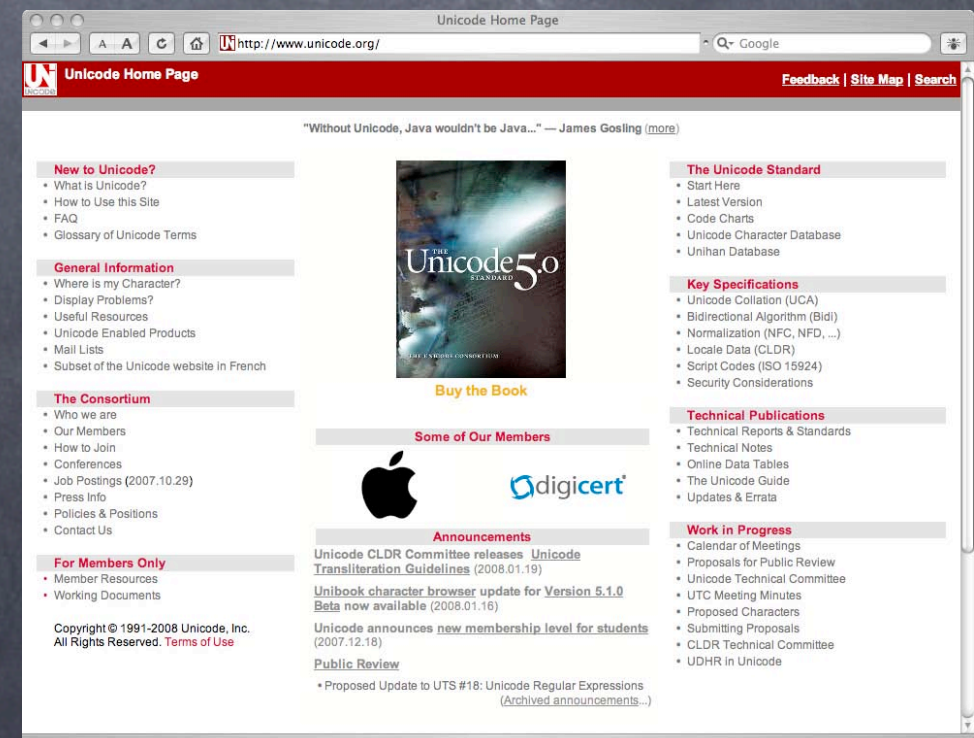 Unicode Home Page
A A
http://www.unicode.org/
Google
UN
UNICODE
Unicode Home Page
Feedback | Site Map | Search
"Without Unicode, Java wouldn't be Java..." — James Gosling (more)
New to Unicode?
• What is Unicode?
• How to Use this Site
• FAQ
• Glossary of Unicode Terms
General Information
• Where is my Character?
• Display Problems?
• Useful Resources
• Unicode Enabled Products
• Mail Lists
• Subset of the Unicode website in French
The Consortium
• Who we are
• Our Members
• How to Join
• Conferences
• Job Postings (2007.10.29)
• Press Info
• Policies & Positions
• Contact Us
For Members Only
• Member Resources
• Working Documents
Copyright © 1991-2008 Unicode, Inc.
All Rights Reserved. Terms of Use
THE
Unicode 5.0
STANDARD
THE UNICODE CONSORTIUM
Buy the Book
Some of Our Members
digicert
Announcements
Unicode CLDR Committee releases Unicode
Transliteration Guidelines (2008.01.19)
Unibook character browser update for Version 5.1.0
Beta now available (2008.01.16)
Unicode announces new membership level for students
(2007.12.18)
Public Review
• Proposed Update to UTS #18: Unicode Regular Expressions
(Archived announcements...)
The Unicode Standard
• Start Here
• Latest Version
• Code Charts
• Unicode Character Database
• Unihan Database
Key Specifications
• Unicode Collation (UCA)
• Bidirectional Algorithm (Bidi)
• Normalization (NFC, NFD, ...)
• Locale Data (CLDR)
• Script Codes (ISO 15924)
• Security Considerations
Technical Publications
• Technical Reports & Standards
• Technical Notes
• Online Data Tables
• The Unicode Guide
• Updates & Errata
Work in Progress
• Calendar of Meetings
• Proposals for Public Review
• Unicode Technical Committee
• UTC Meeting Minutes
• Proposed Characters
• Submitting Proposals
• CLDR Technical Committee
• UDHR in Unicode